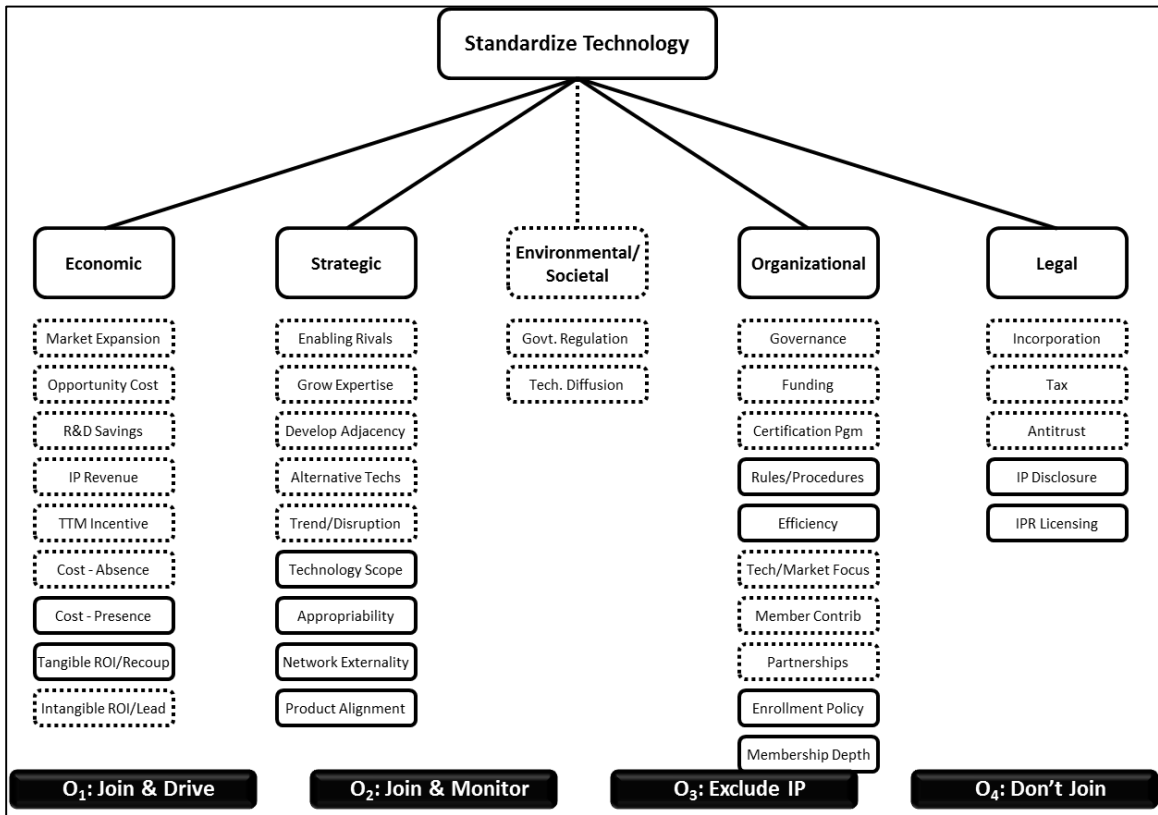 Standardize Technology
Economic
Strategic
Environmental/
Societal
Organizational
Legal
Market Expansion
Opportunity Cost
R&D Savings
IP Revenue
TTM Incentive
Cost - Absence
Cost - Presence
Tangible ROI/Recoup
Intangible ROI/Lead
Enabling Rivals
Grow Expertise
Develop Adjacency
Alternative Techs
Trend/Disruption
Technology Scope
Appropriability
Network Externality
Product Alignment
Govt. Regulation
Tech. Diffusion
Governance
Funding
Certification Pgm
Rules/Procedures
Efficiency
Tech/Market Focus
Member Contrib
Partnerships
Enrollment Policy
Membership Depth
Incorporation
Tax
Antitrust
IP Disclosure
IPR Licensing
O₁: Join & Drive
O₂: Join & Monitor
O₃: Exclude IP
O₄: Don't Join